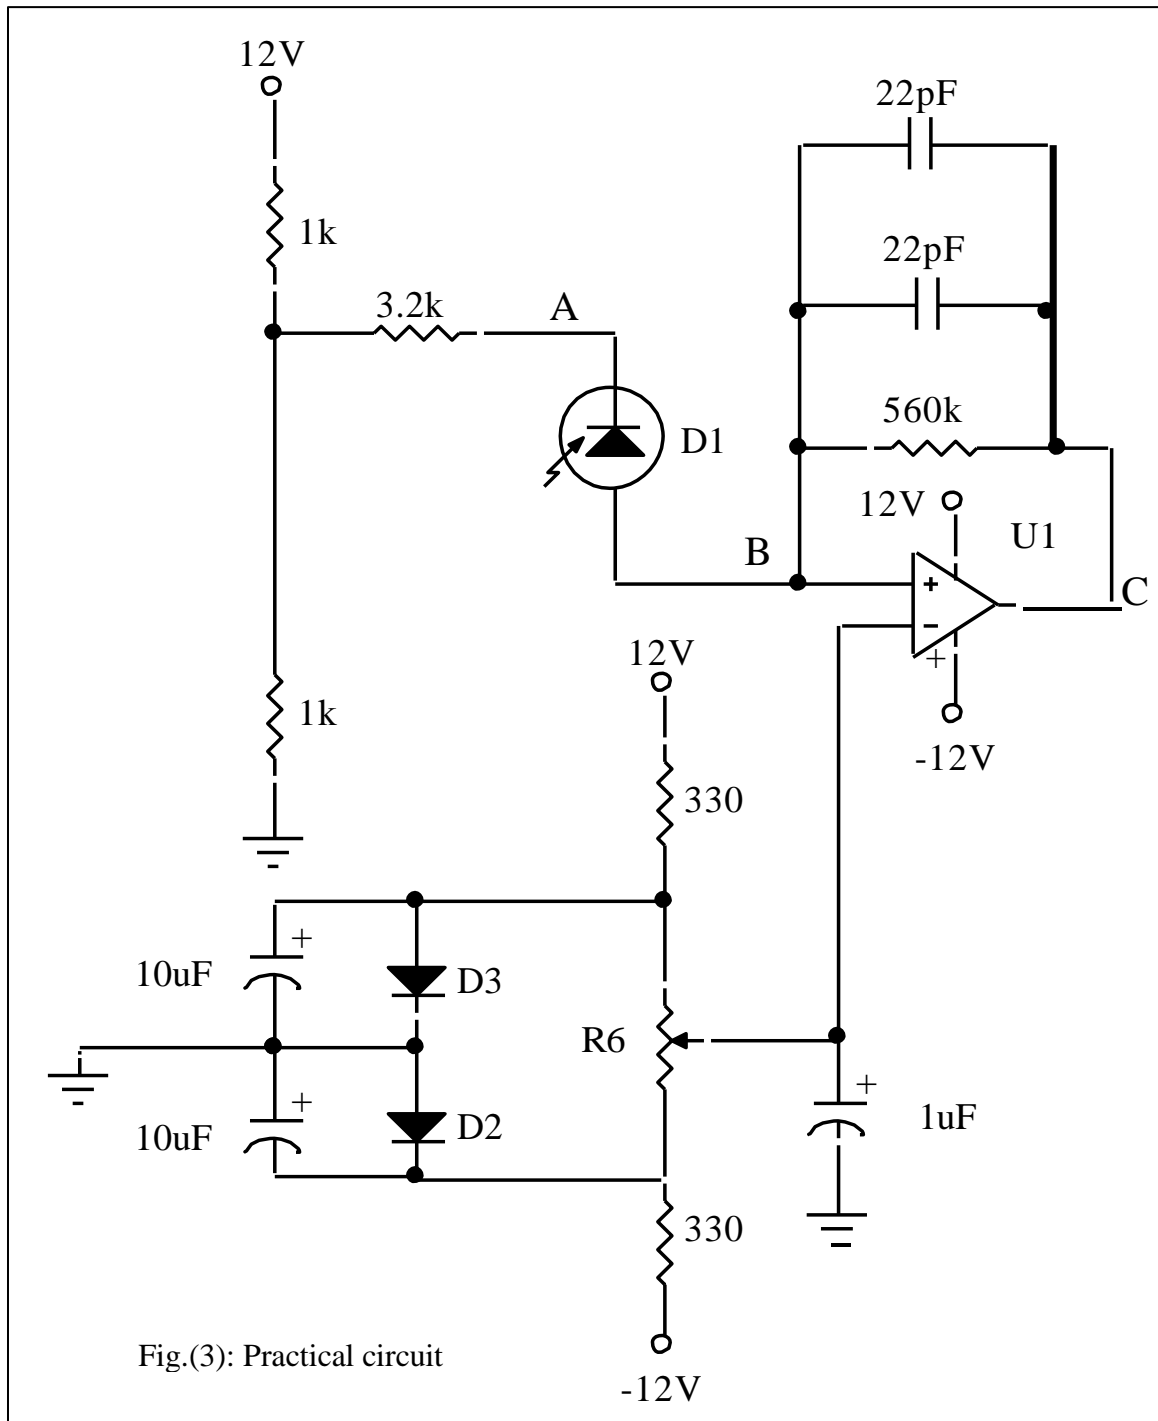 12V
22pF
1k
22pF
3.2k
A
560k
D1
12V
U1
B
+
C
-
+
12V
1k
-12V
330
+
10uF
D3
R6
+
+
10uF
D2
1uF
330
Fig.(3): Practical circuit
-12V